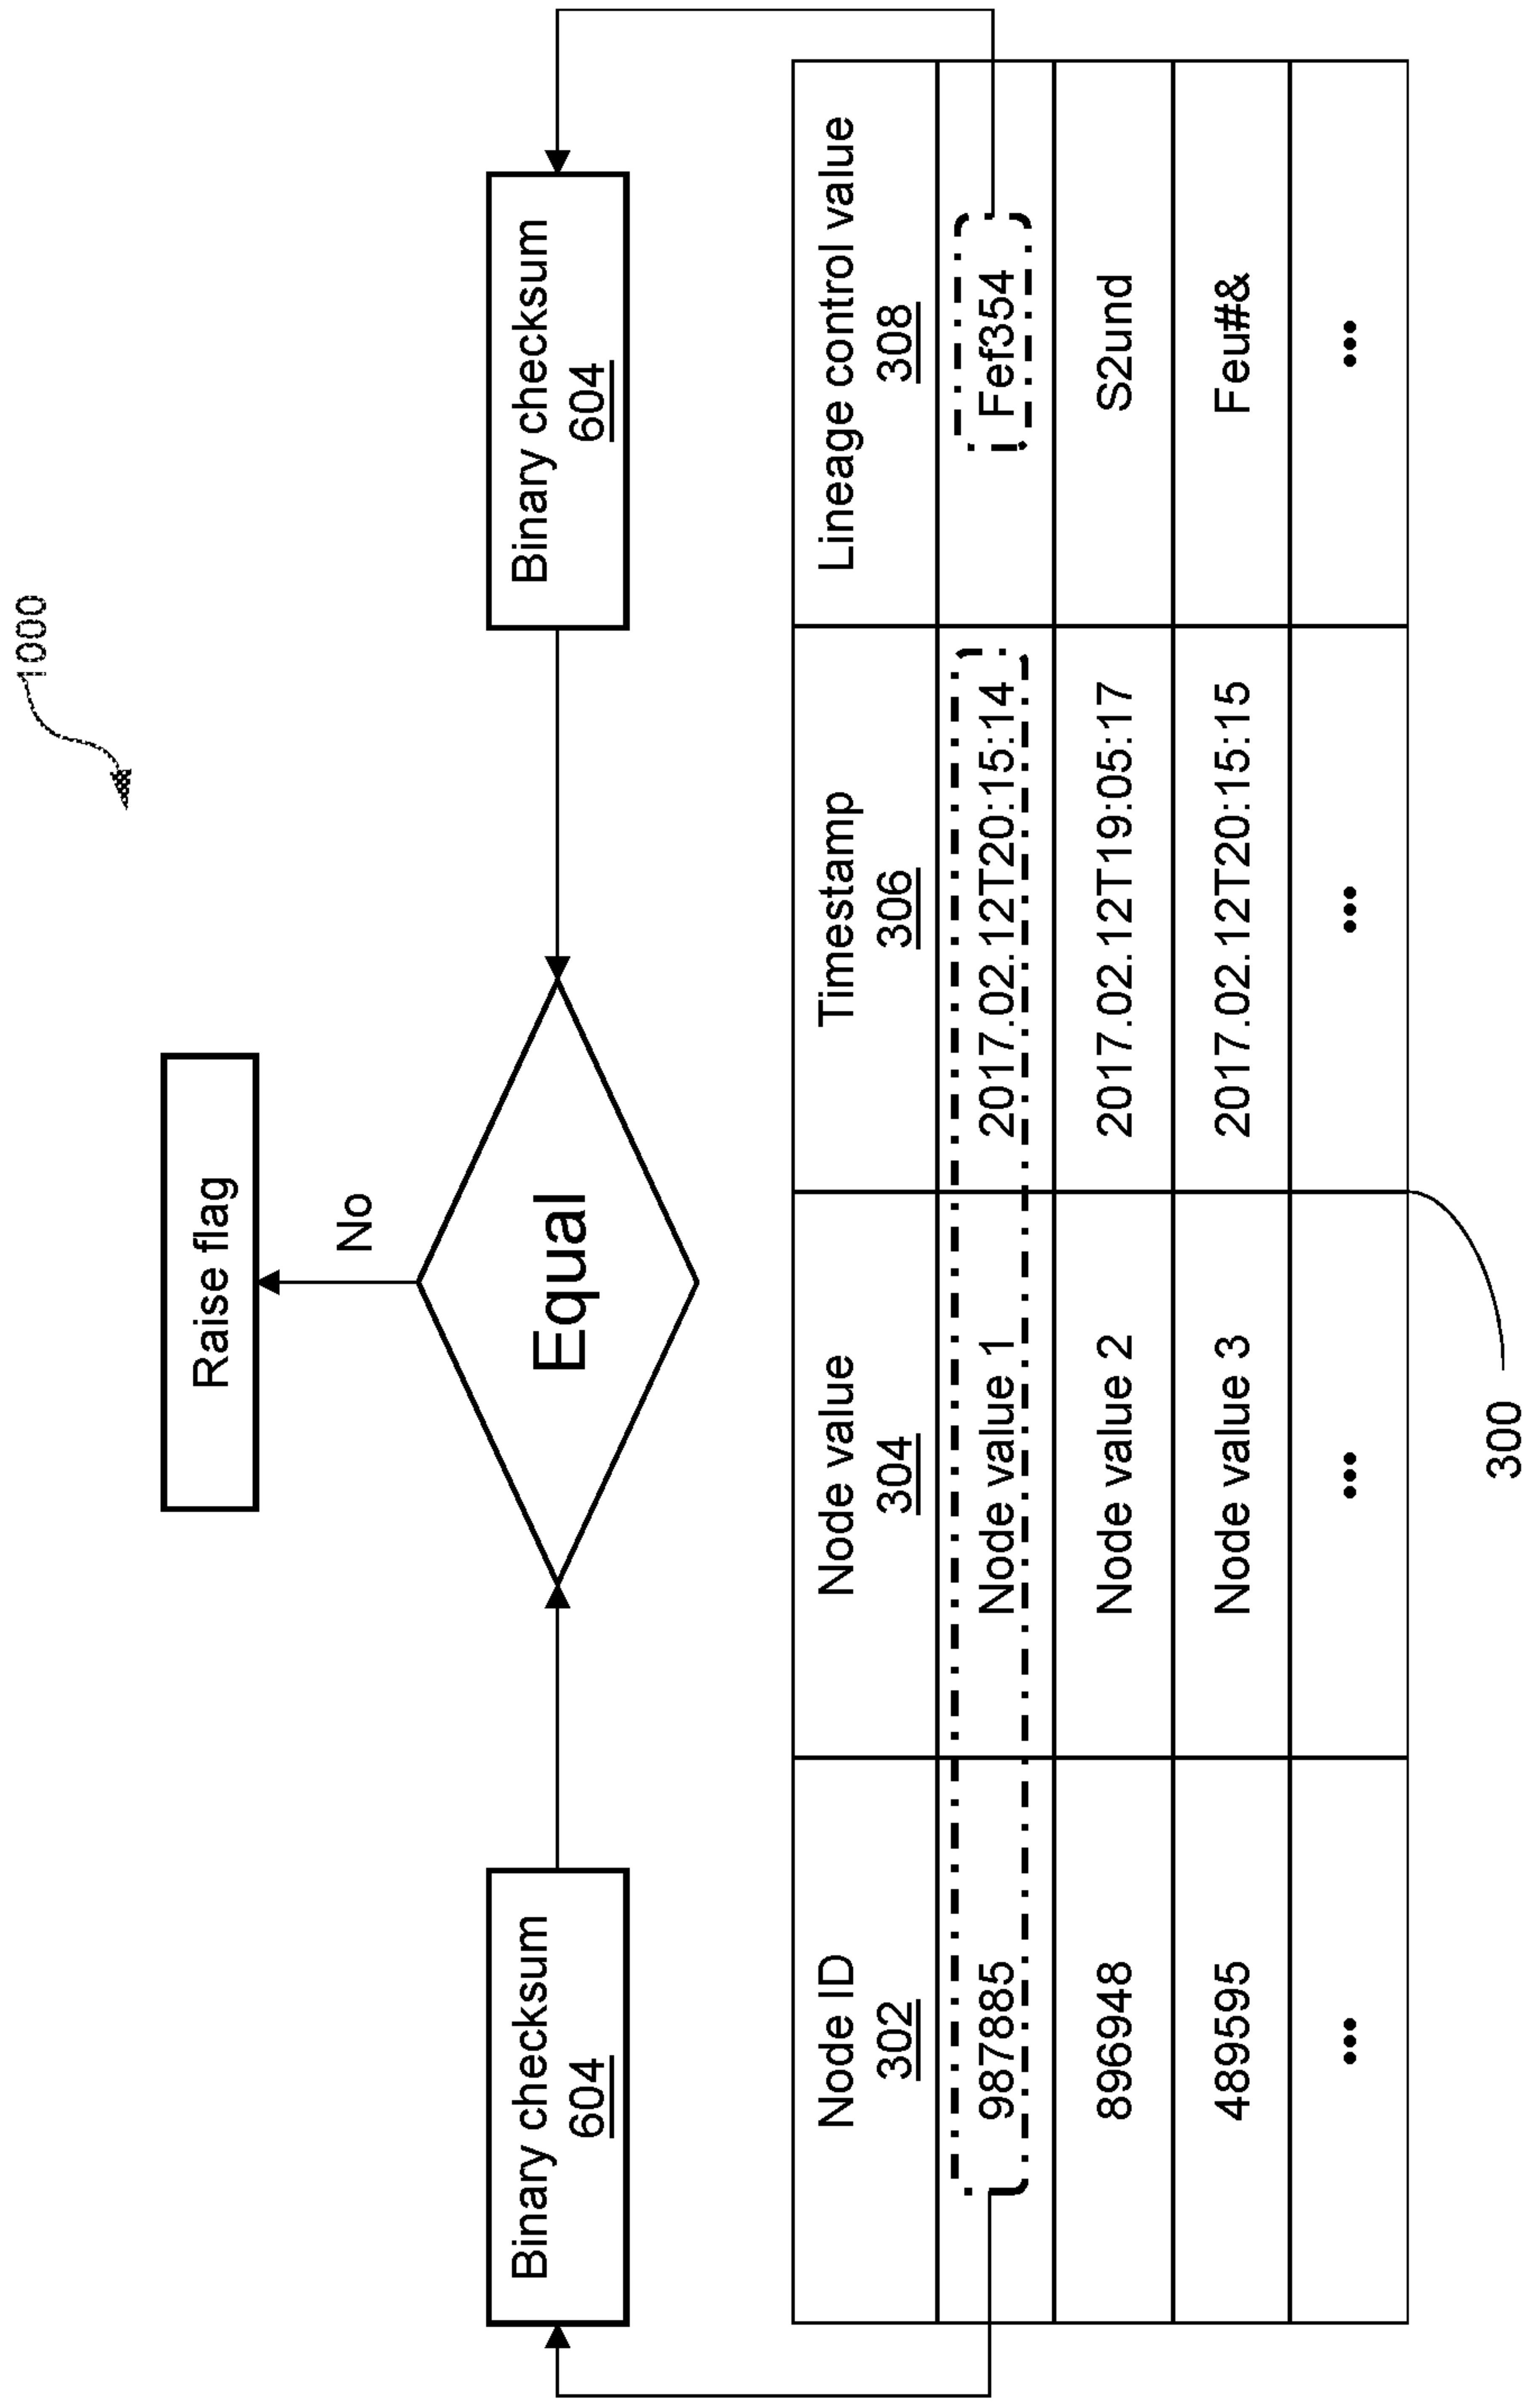 1000
Raise flag
No
Binary checksum
604
Equal
Binary checksum
604
Node ID
302
Node value
304
Timestamp
306
Lineage control value
308
987885
Node value 1
2017.02.12T20:15:14
Fef354
896948
Node value 2
2017.02.12T19:05:17
S2und
489595
Node value 3
2017.02.12T20:15:15
Feu#&
...
...
...
...
300